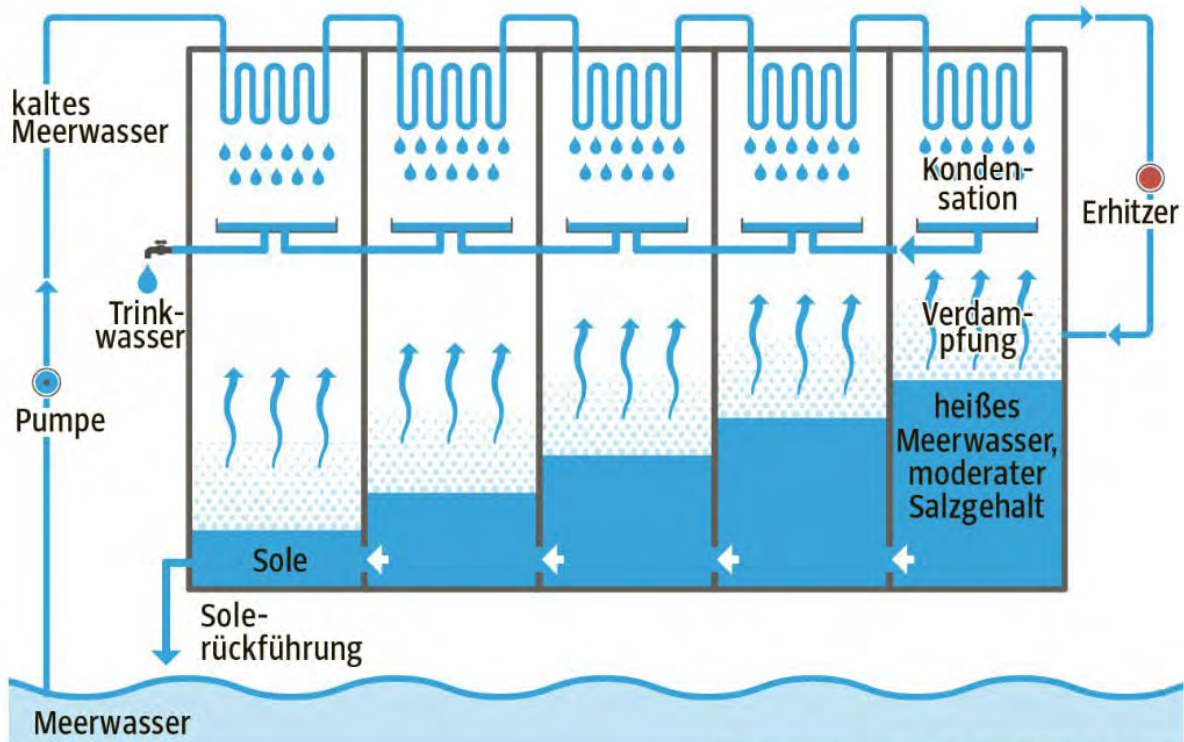 kaltes
Meerwasser
Konden-
sation
Erhitzer
Trink-
wasser
Verdam-
pfung
Pumpe
heißes
Meerwasser,
moderater
Salzgehalt
Sole
Sole-
rückführung
Meerwasser